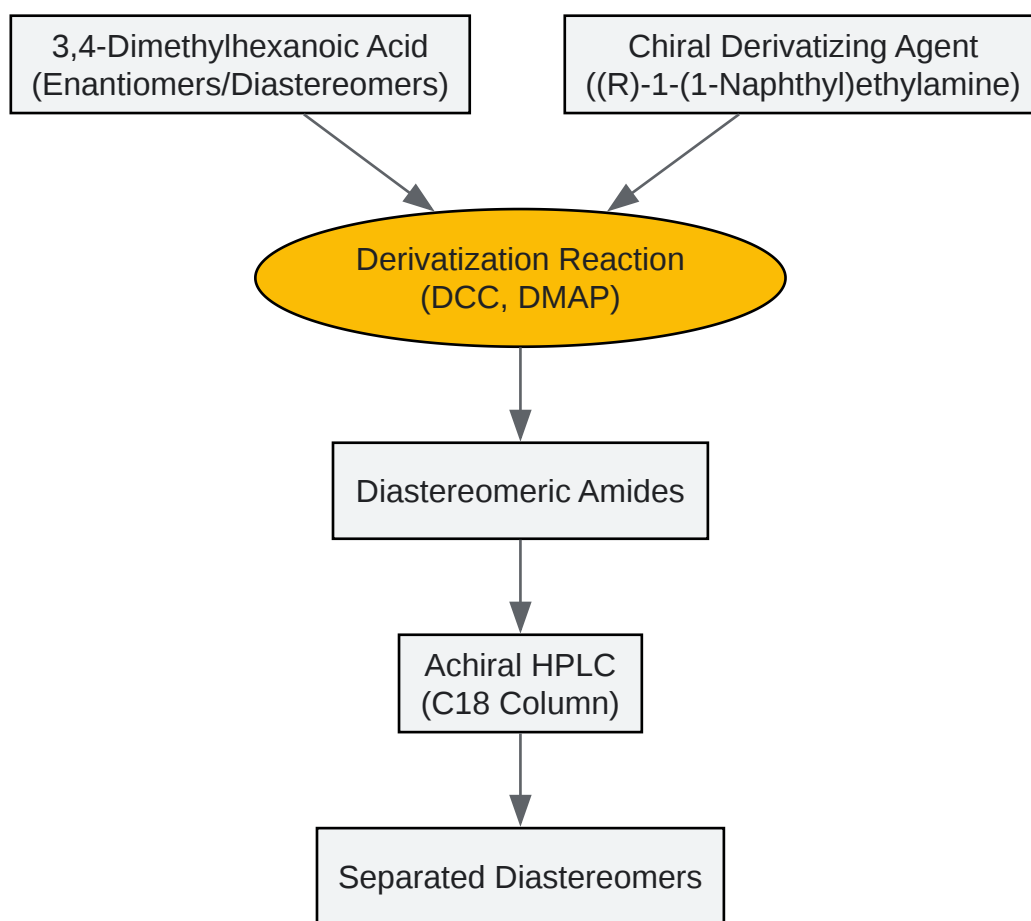 3,4-Dimethylhexanoic Acid
(Enantiomers/Diastereomers)
Chiral Derivatizing Agent
((R)-1-(1-Naphthyl)ethylamine)
Derivatization Reaction
(DCC, DMAP)
Diastereomeric Amides
Achiral HPLC
(C18 Column)
Separated Diastereomers